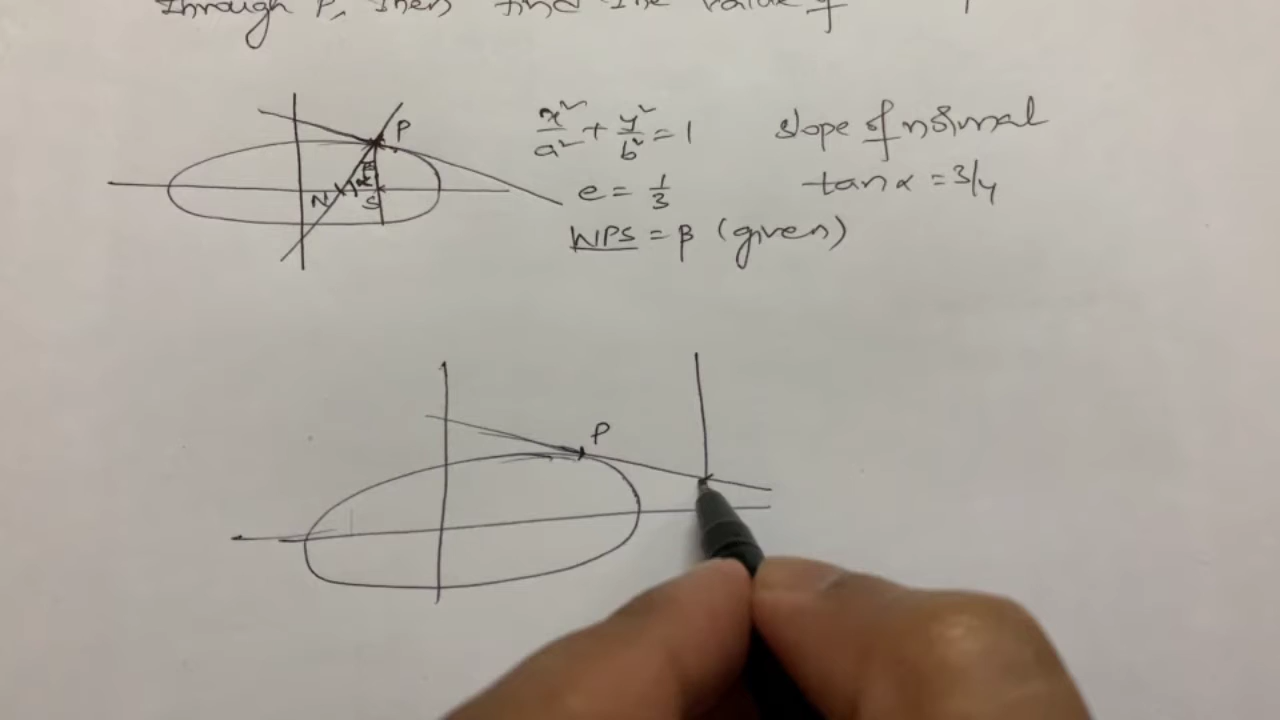 through P, then find the value of
P
x²/a² + y²/b² = 1
slope of normal
e = 1/3
tan α = 3/4
N
α
S
NPS = β (given)
P